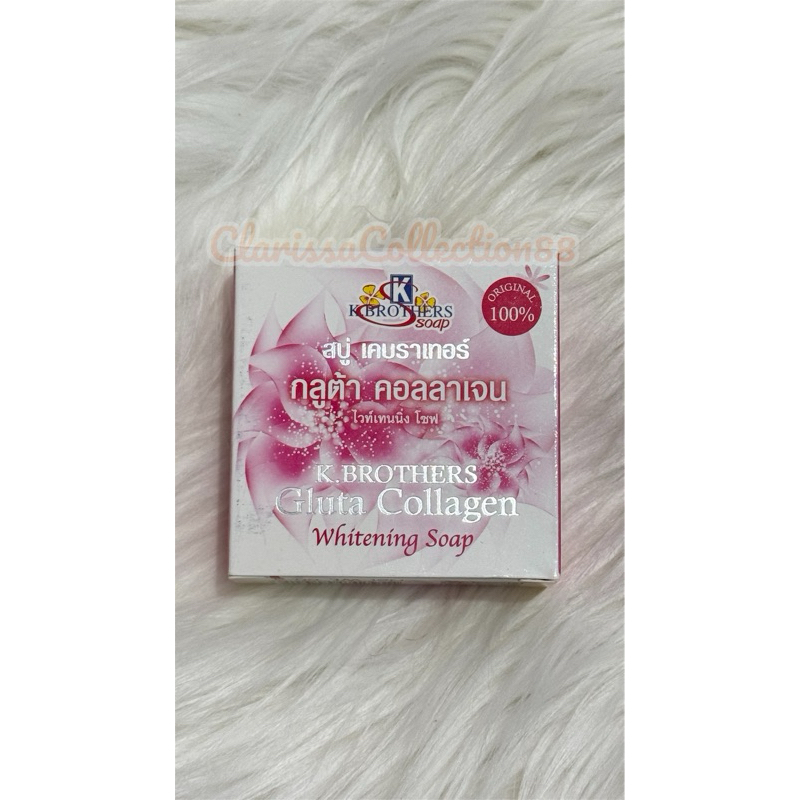 ClarissaCollection88
K
K.BROTHERS
soap
ORIGINAL
100%
สบู่ เคบราเทอร์
กลูต้า คอลลาเจน
ไวท์เทนนิ่ง โซฟ
K.BROTHERS
Gluta Collagen
Whitening Soap